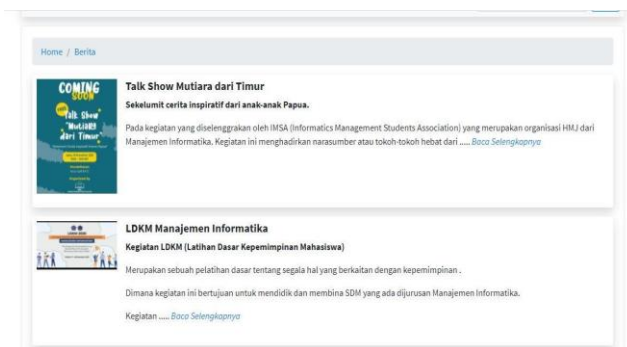 Home / Berita
COMING
SOON
Talk Show
"Mutiara
dari Timur"
Talk Show Mutiara dari Timur
Sekelumit cerita inspiratif dari anak-anak Papua.
Pada kegiatan yang diselenggrakan oleh IMSA (Informatics Management Students Association) yang merupakan organisasi HMJ dari
Manajemen Informatika. Kegiatan ini menghadirkan narasumber atau tokoh-tokoh hebat dari ..... Baca Selengkapnya
LDKM Manajemen Informatika
Kegiatan LDKM (Latihan Dasar Kepemimpinan Mahasiswa)
Merupakan sebuah pelatihan dasar tentang segala hal yang berkaitan dengan kepemimpinan .
Dimana kegiatan ini bertujuan untuk mendidik dan membina SDM yang ada dijurusan Manajemen Informatika.
Kegiatan ..... Baca Selengkapnya